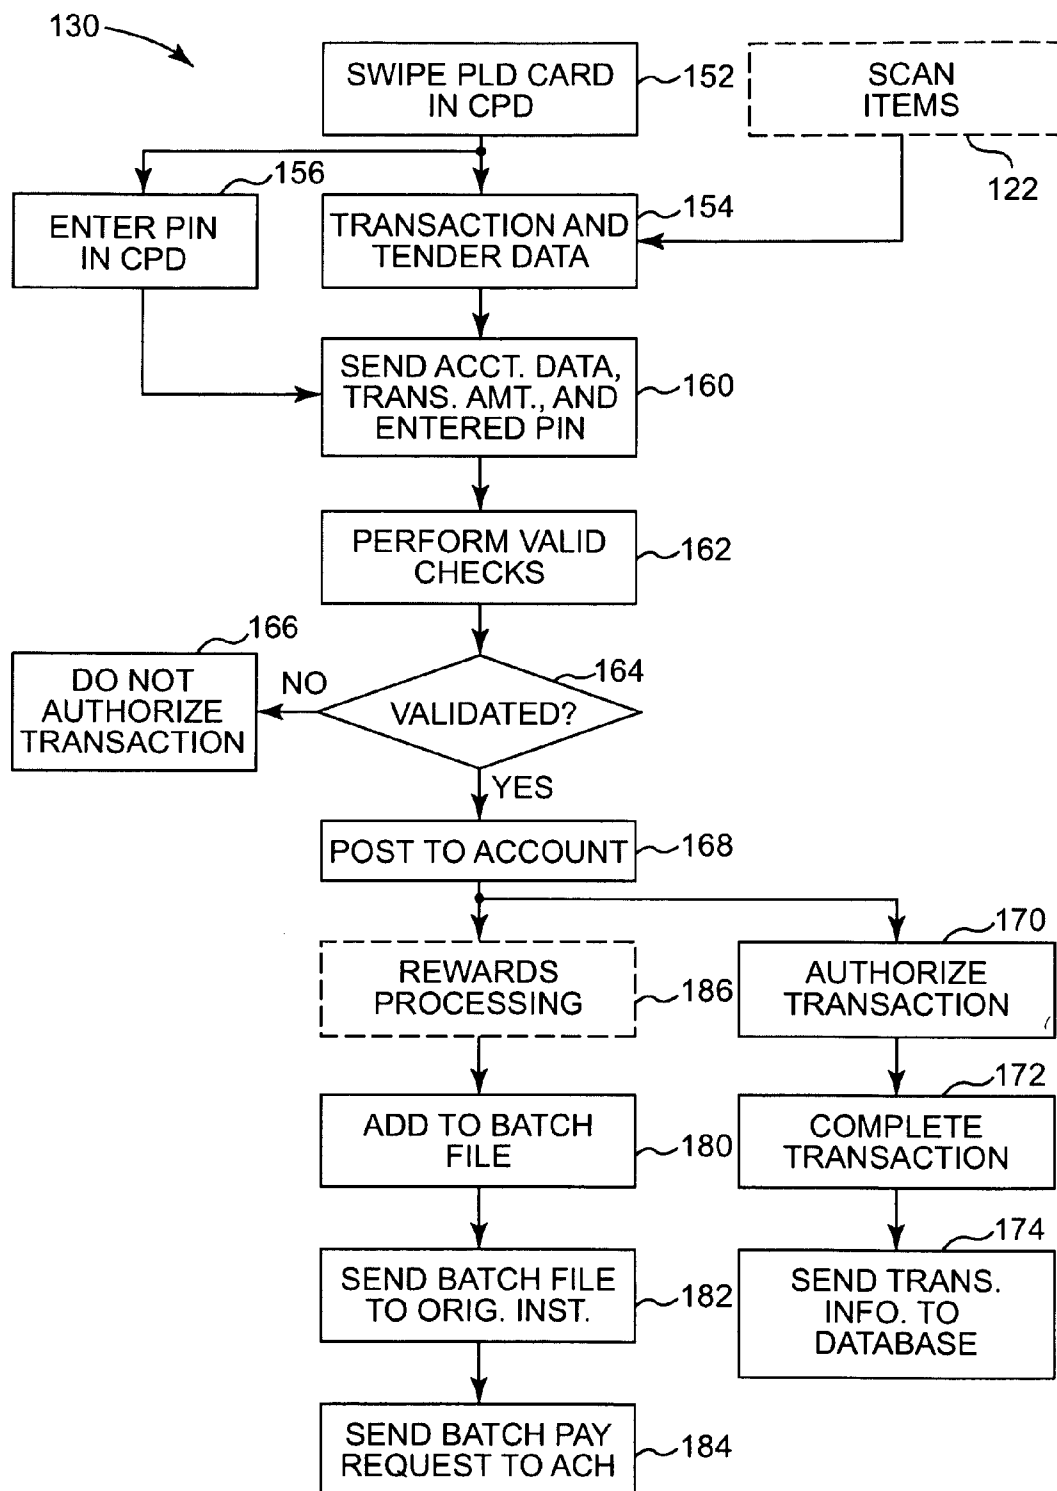 130
SWIPE PLD CARD
IN CPD
152
SCAN
ITEMS
122
156
ENTER PIN
IN CPD
TRANSACTION AND
TENDER DATA
154
SEND ACCT. DATA,
TRANS. AMT., AND
ENTERED PIN
160
PERFORM VALID
CHECKS
162
166
DO NOT
AUTHORIZE
TRANSACTION
NO
VALIDATED?
164
YES
POST TO ACCOUNT
168
REWARDS
PROCESSING
186
170
AUTHORIZE
TRANSACTION
ADD TO BATCH
FILE
180
172
COMPLETE
TRANSACTION
SEND BATCH FILE
TO ORIG. INST.
182
174
SEND TRANS.
INFO. TO
DATABASE
SEND BATCH PAY
REQUEST TO ACH
184